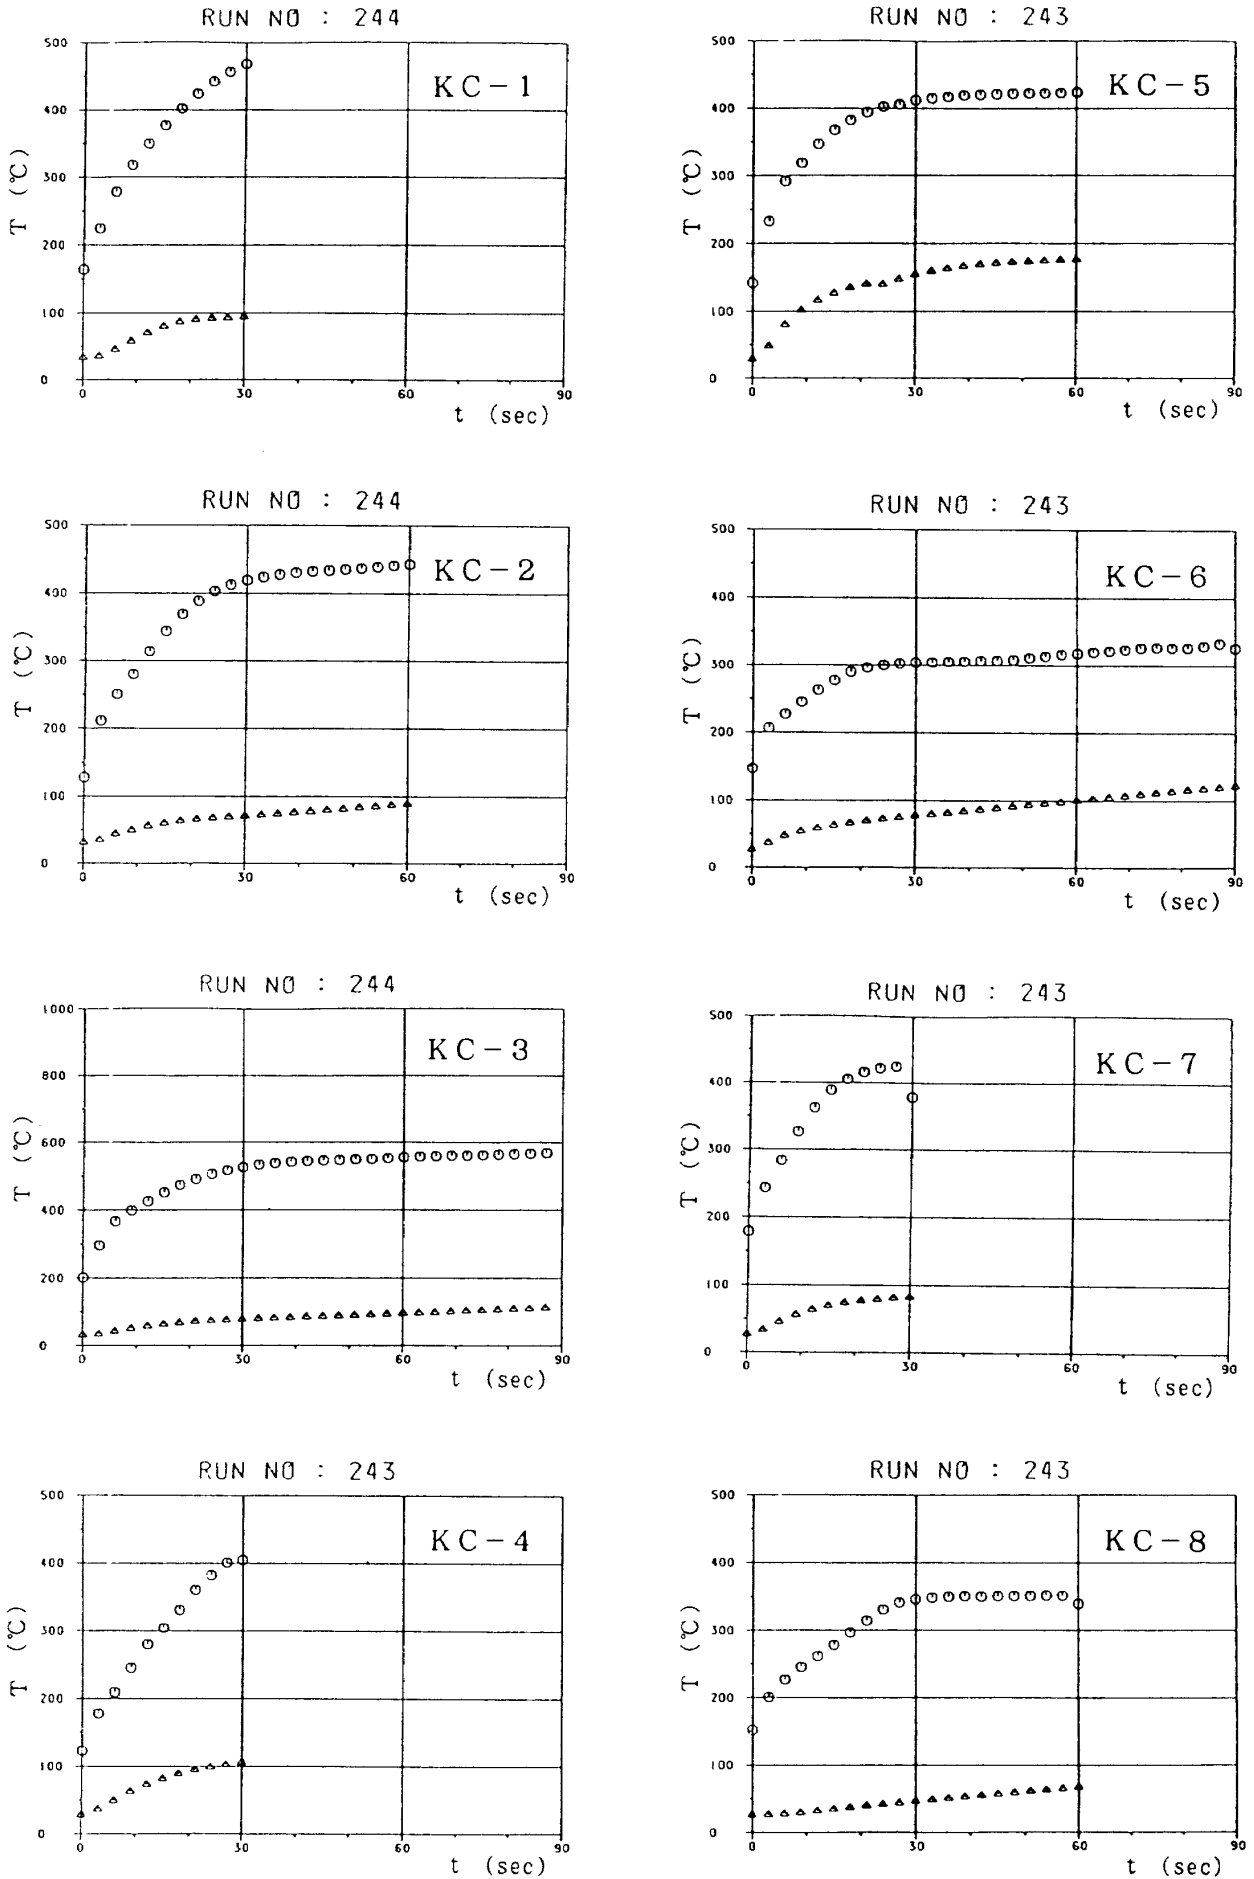 RUN NO : 244
500
400
300
200
100
0
T (℃)
KC-1
0 30 60 90
t (sec)
RUN NO : 243
500
400
300
200
100
0
T (℃)
KC-5
0 30 60 90
t (sec)
RUN NO : 244
500
400
300
200
100
0
T (℃)
KC-2
0 30 60 90
t (sec)
RUN NO : 243
500
400
300
200
100
0
T (℃)
KC-6
0 30 60 90
t (sec)
RUN NO : 244
1000
800
600
400
200
0
T (℃)
KC-3
0 30 60 90
t (sec)
RUN NO : 243
500
400
300
200
100
0
T (℃)
KC-7
0 30 60 90
t (sec)
RUN NO : 243
500
400
300
200
100
0
T (℃)
KC-4
0 30 60 90
t (sec)
RUN NO : 243
500
400
300
200
100
0
T (℃)
KC-8
0 30 60 90
t (sec)